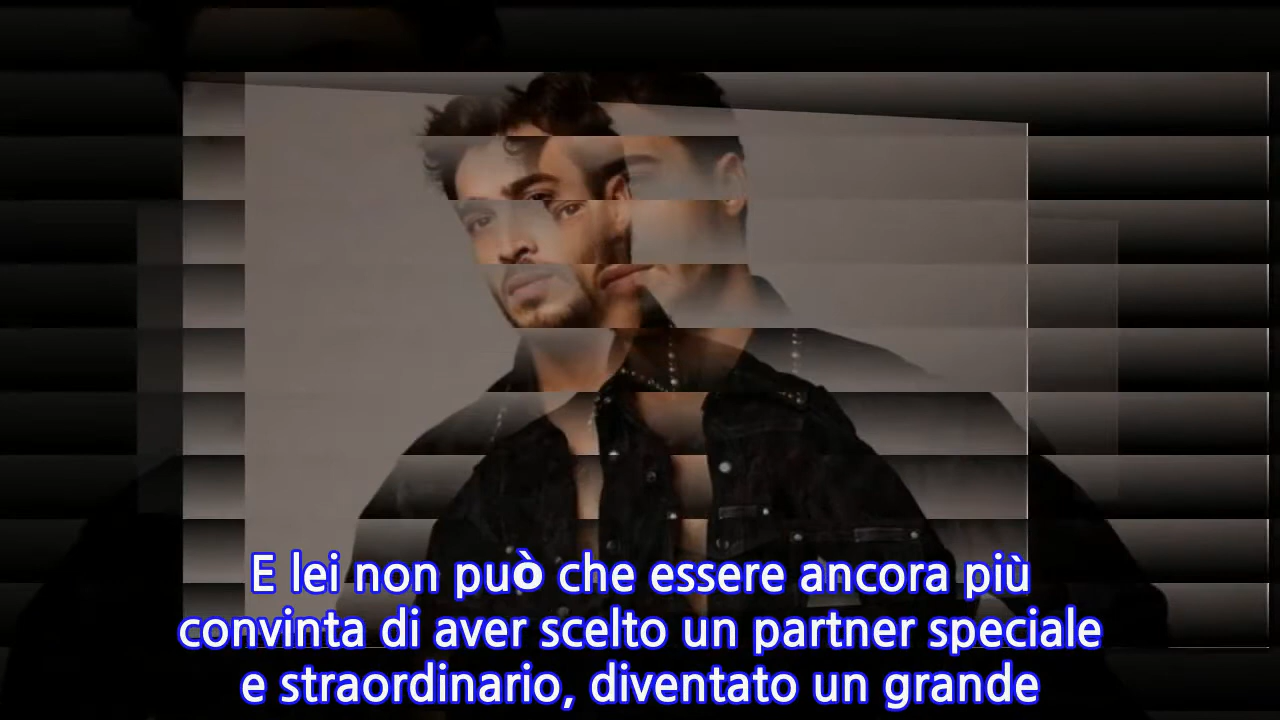 E lei non può che essere ancora più
convinta di aver scelto un partner speciale
e straordinario, diventato un grande